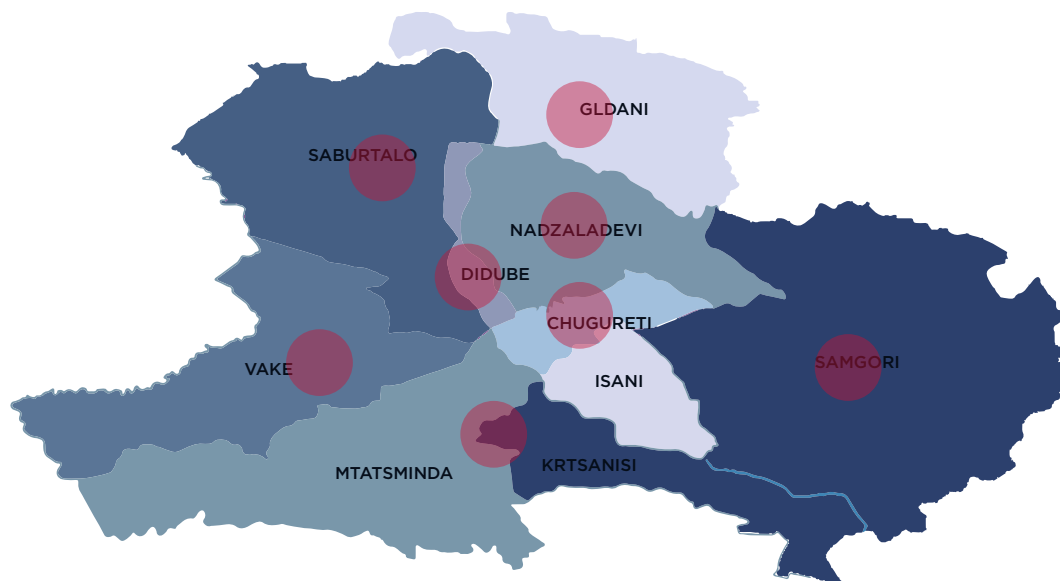 GLDANI
SABURTALO
NADZALADEVI
DIDUBE
CHUGURETI
SAMGORI
VAKE
ISANI
KRTSANISI
MTATSMINDA